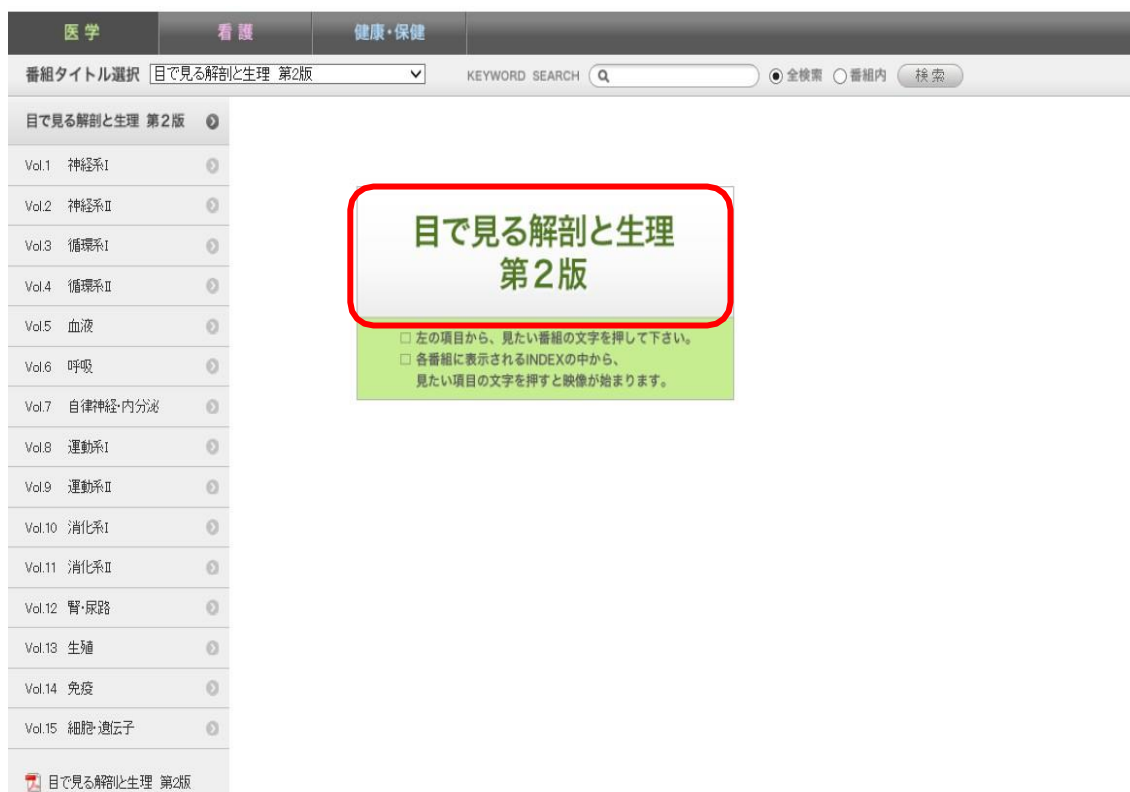 医学 看護 健康・保健
番組タイトル選択 目で見る解剖と生理 第2版 KEYWORD SEARCH 全検索 番組内 検索
目で見る解剖と生理 第2版
Vol.1 神経系I
Vol.2 神経系II
Vol.3 循環系I
Vol.4 循環系II
Vol.5 血液
Vol.6 呼吸
Vol.7 自律神経・内分泌
Vol.8 運動系I
Vol.9 運動系II
Vol.10 消化系I
Vol.11 消化系II
Vol.12 腎・尿路
Vol.13 生殖
Vol.14 免疫
Vol.15 細胞・遺伝子
目で見る解剖と生理 第2版
目で見る解剖と生理
第2版
□ 左の項目から、見たい番組の文字を押して下さい。
□ 各番組に表示されるINDEXの中から、
見たい項目の文字を押すと映像が始まります。